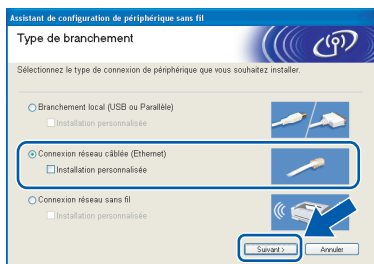 Assistant de configuration de périphérique sans fil
Type de branchement
Sélectionnez le type de connexion de périphérique que vous souhaitez installer.
Branchement local (USB ou Parallèle)
Installation personnalisée
Connexion réseau câblée (Ethernet)
Installation personnalisée
Connexion réseau sans fil
Installation personnalisée
Suivant >
Annuler